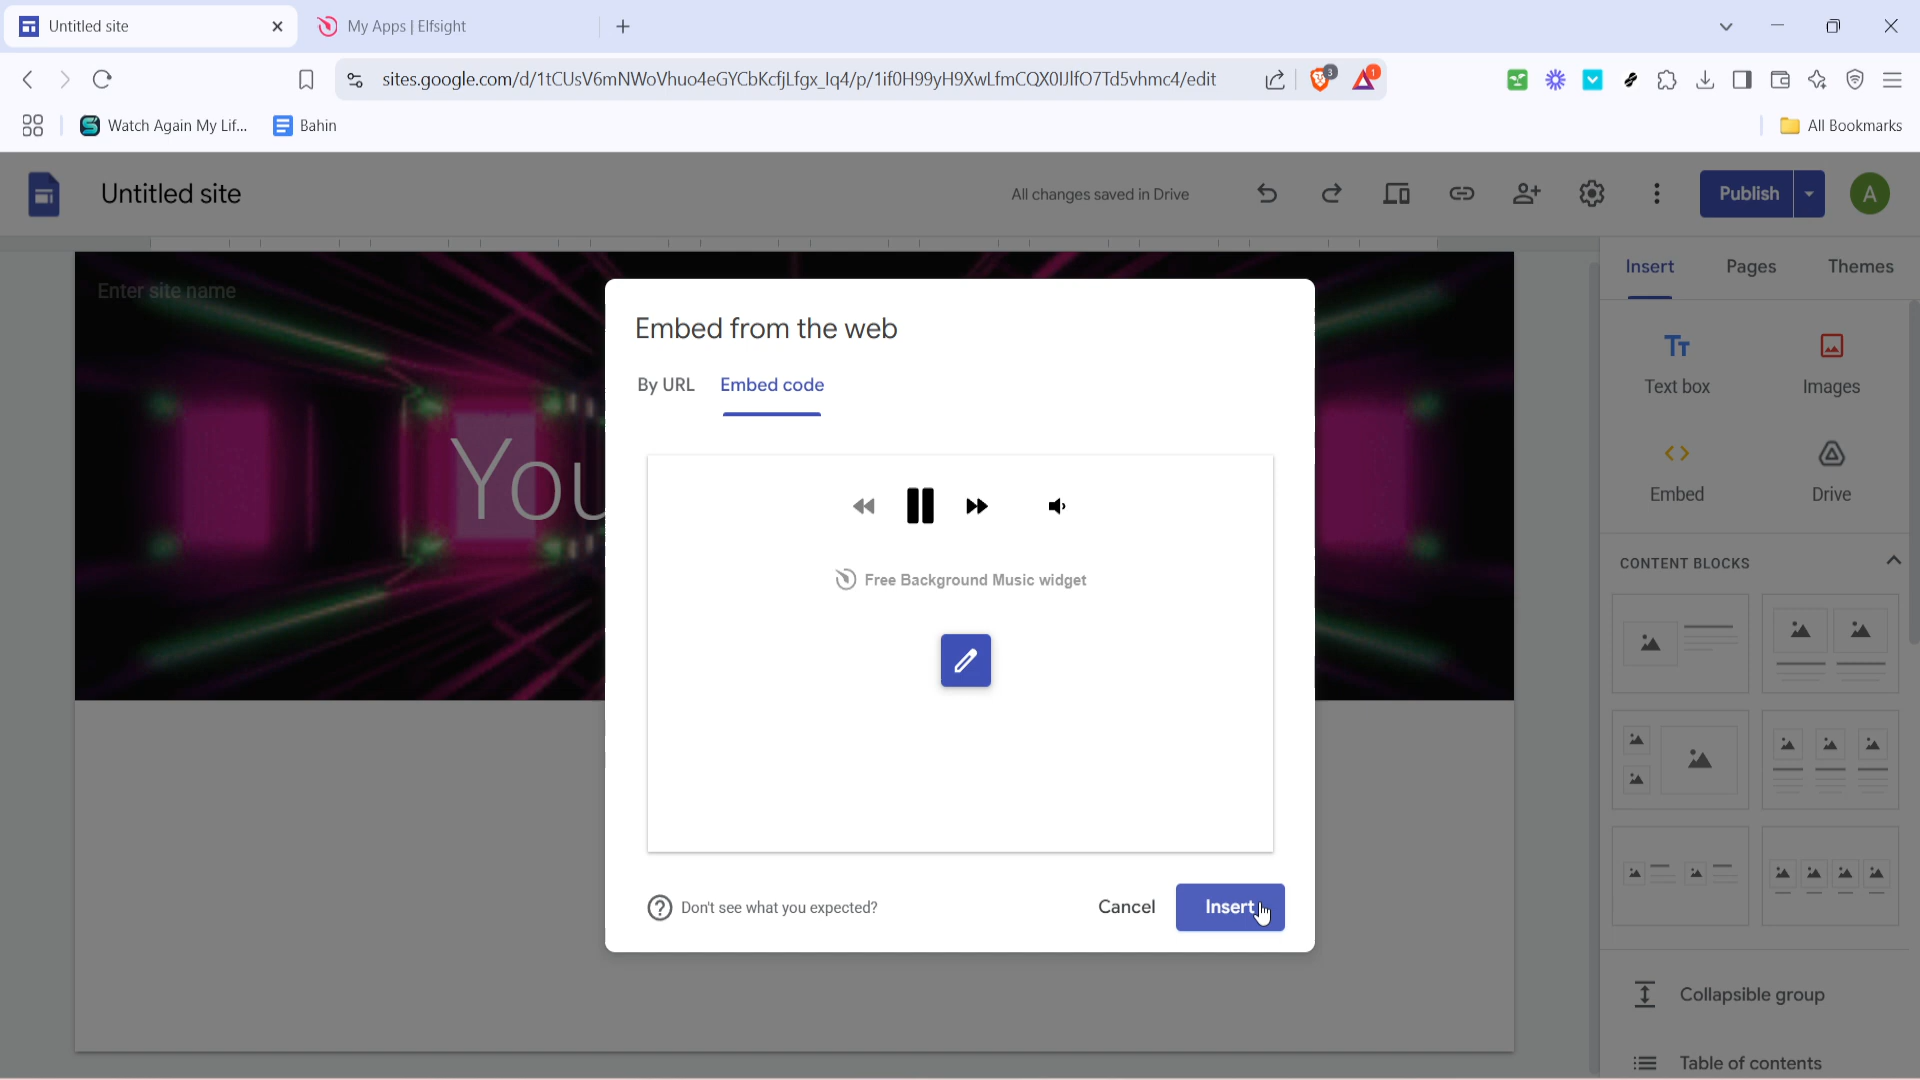 Untitled site
My Apps | Elfsight
sites.google.com/d/1tCUsV6mNWoVhuo4eGYCbKcfjLfgx_Iq4/p/1if0H99yH9XwLfmCQX0IJlfO7Td5vhmc4/edit
3
1
Watch Again My Lif...
Bahin
All Bookmarks
Untitled site
All changes saved in Drive
Publish
A
Enter site name
You
Embed from the web
By URL
Embed code
Free Background Music widget
Don't see what you expected?
Cancel
Insert
Insert
Pages
Themes
Text box
Images
Embed
Drive
CONTENT BLOCKS
Collapsible group
Table of contents